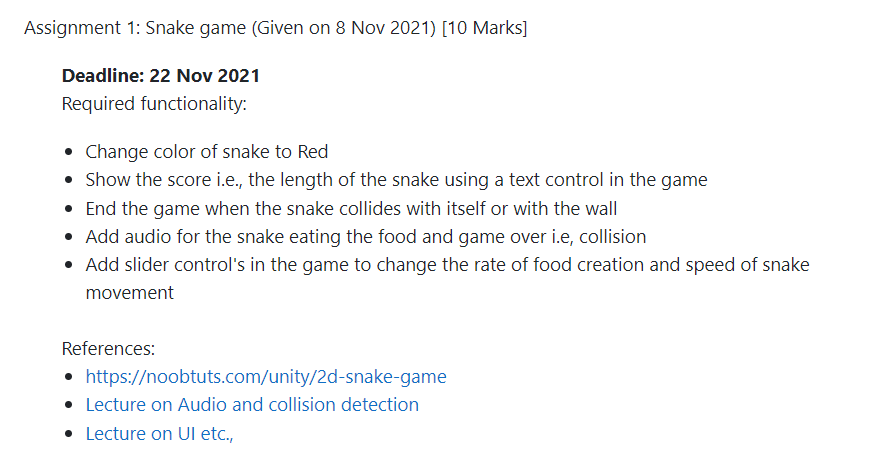 Assignment 1: Snake game (Given on 8 Nov 2021) [10 Marks]
Deadline: 22 Nov 2021
Required functionality:
• Change color of snake to Red
• Show the score i.e., the length of the snake using a text control in the game
• End the game when the snake collides with itself or with the wall
• Add audio for the snake eating the food and game over i.e, collision
• Add slider control's in the game to change the rate of food creation and speed of snake
movement
References:
• https://noobtuts.com/unity/2d-snake-game
• Lecture on Audio and collision detection
• Lecture on UI etc.,